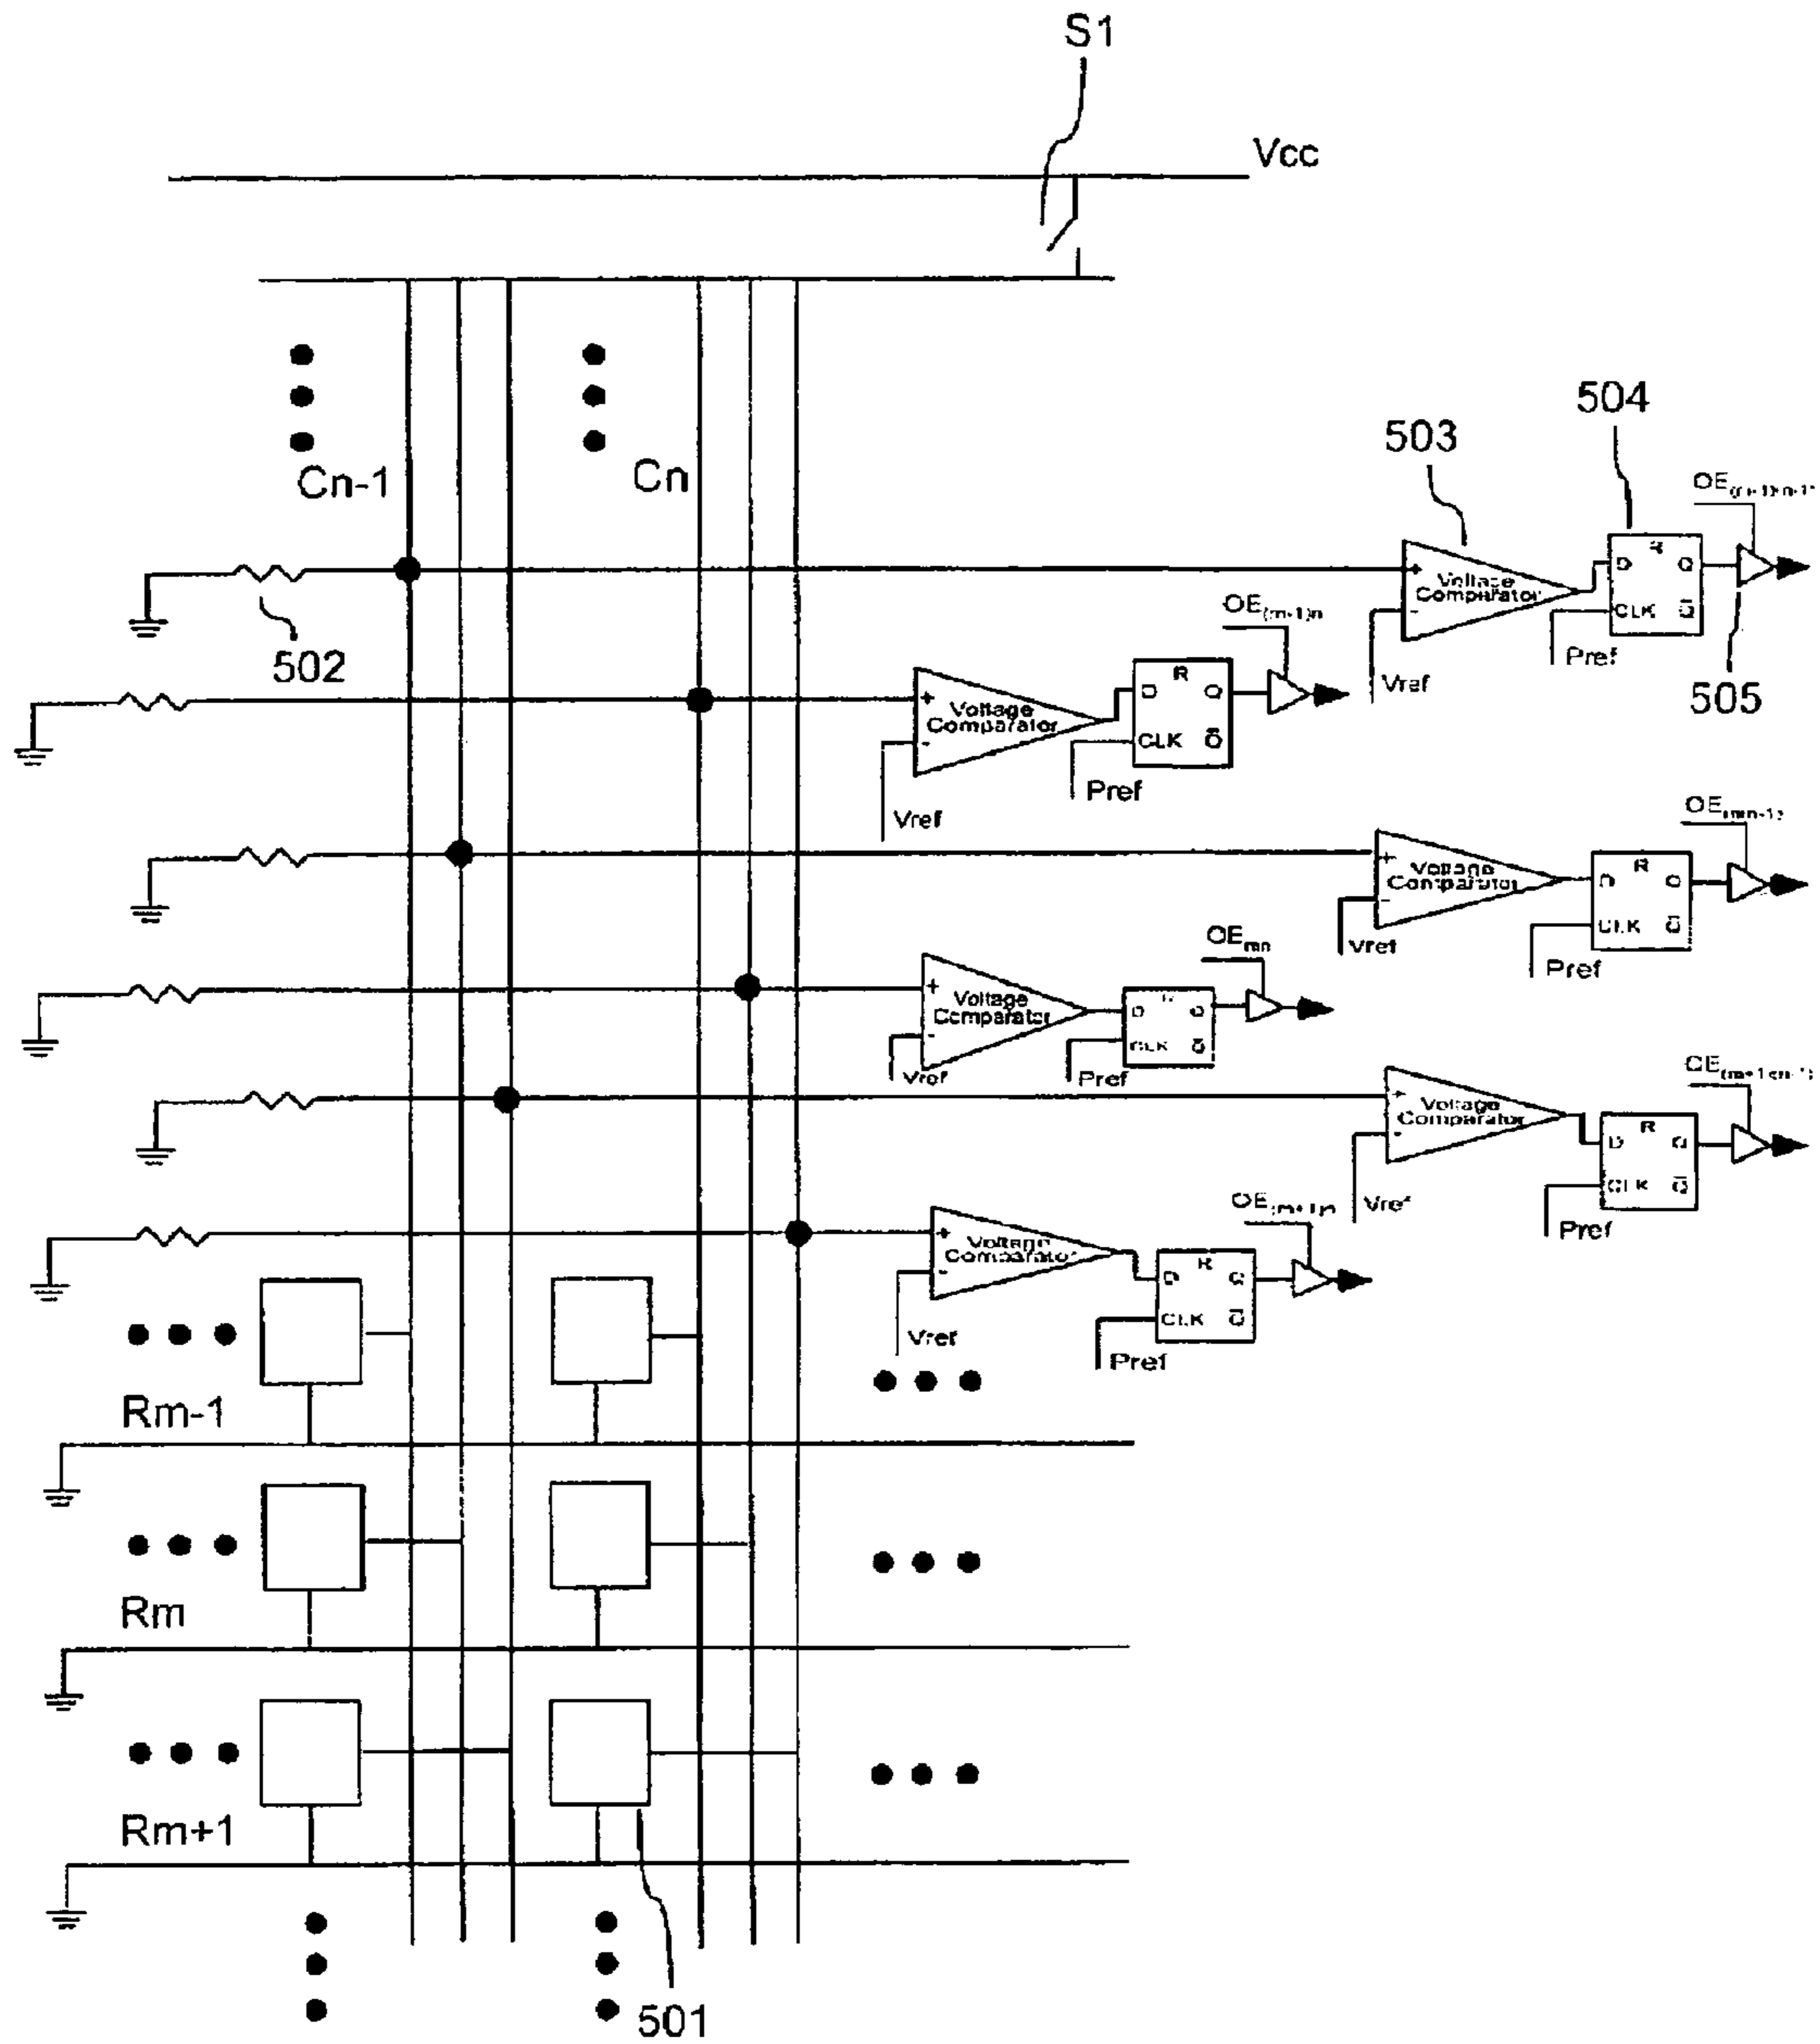 S1
Vcc
Cn-1
Cn
503
504
502
505
Voltage Comparator
+
-
Vref
D
R
Q
CLK
Q̅
Pref
OE(m-1)n
Voltage Comparator
+
-
Vref
D
R
Q
CLK
Q̅
Pref
Voltage Comparator
+
-
Vref
D
R
Q
CLK
Q̅
Pref
OEmn
Voltage Comparator
+
-
Vref
D
Q
CLK
Q̅
Pref
Voltage Comparator
+
-
Vref
D
R
Q
CLK
Q̅
Pref
Voltage Comparator
+
-
Vref
D
R
Q
CLK
Q̅
Pref
Rm-1
Rm
Rm+1
501